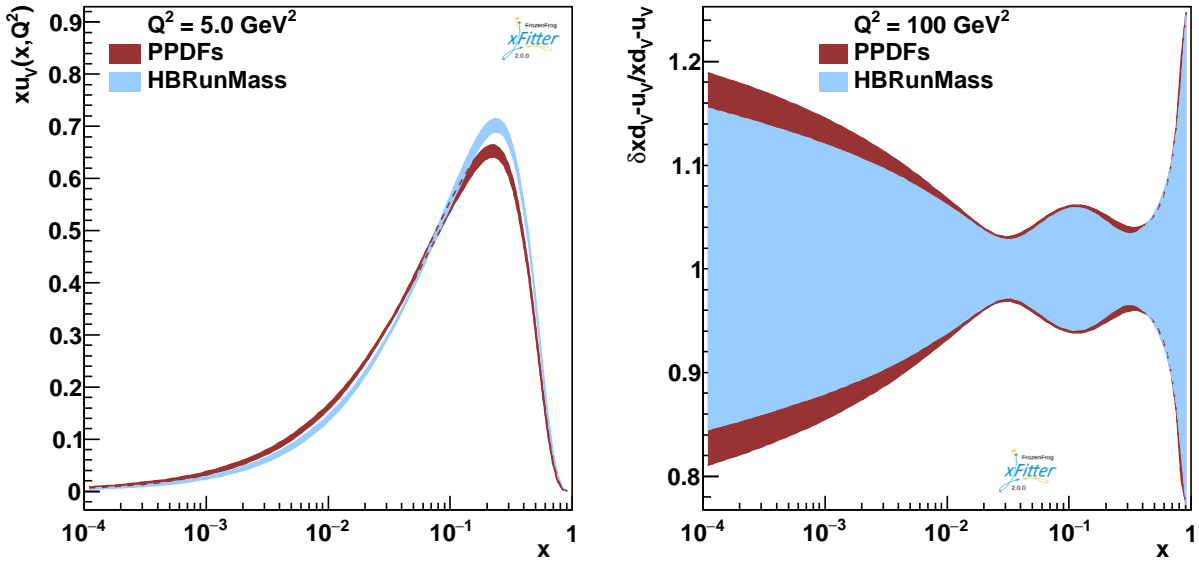 Q² = 5.0 GeV²
PPDFs
HBRunMass
FrozenFrog
xFitter
2.0.0
xu_V(x,Q²)
0.9
0.8
0.7
0.6
0.5
0.4
0.3
0.2
0.1
0
10⁻⁴
10⁻³
10⁻²
10⁻¹
1
x
Q² = 100 GeV²
PPDFs
HBRunMass
δxd_V-u_V/xd_V-u_V
1.2
1.1
1
0.9
0.8
FrozenFrog
xFitter
2.0.0
10⁻⁴
10⁻³
10⁻²
10⁻¹
1
x